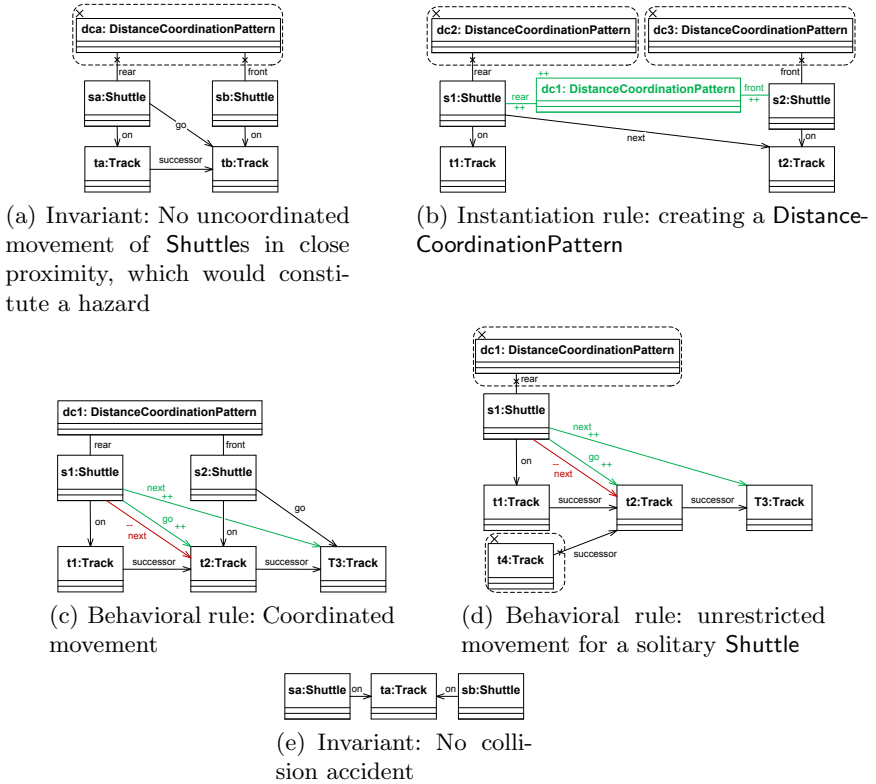 dca: DistanceCoordinationPattern
rear
front
sa:Shuttle
sb:Shuttle
go
on
on
ta:Track
successor
tb:Track
(a) Invariant: No uncoordinated
movement of Shuttles in close
proximity, which would consti-
tute a hazard
dc2: DistanceCoordinationPattern
dc3: DistanceCoordinationPattern
rear
front
++
s1:Shuttle
rear
++
dc1: DistanceCoordinationPattern
front
++
s2:Shuttle
on
next
on
t1:Track
t2:Track
(b) Instantiation rule: creating a Distance-
CoordinationPattern
dc1: DistanceCoordinationPattern
rear
front
s1:Shuttle
s2:Shuttle
next
++
go
++
go
on
--
next
on
t1:Track
successor
t2:Track
successor
T3:Track
(c) Behavioral rule: Coordinated
movement
dc1: DistanceCoordinationPattern
rear
s1:Shuttle
next
++
go
++
on
--
next
t1:Track
successor
t2:Track
successor
T3:Track
t4:Track
successor
(d) Behavioral rule: unrestricted
movement for a solitary Shuttle
sa:Shuttle
on
ta:Track
on
sb:Shuttle
(e) Invariant: No colli-
sion accident